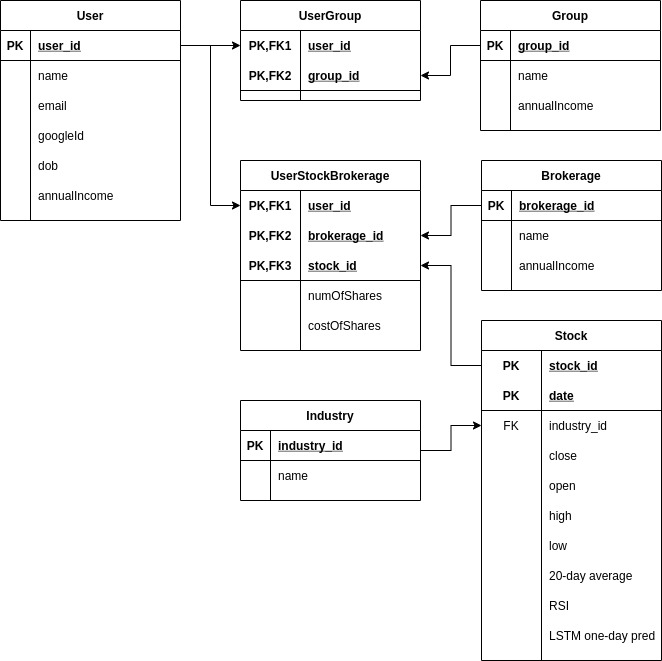 User
PK user_id
name
email
googleId
dob
annualIncome
UserGroup
PK,FK1 user_id
PK,FK2 group_id
Group
PK group_id
name
annualIncome
UserStockBrokerage
PK,FK1 user_id
PK,FK2 brokerage_id
PK,FK3 stock_id
numOfShares
costOfShares
Brokerage
PK brokerage_id
name
annualIncome
Industry
PK industry_id
name
Stock
PK stock_id
PK date
FK industry_id
close
open
high
low
20-day average
RSI
LSTM one-day pred